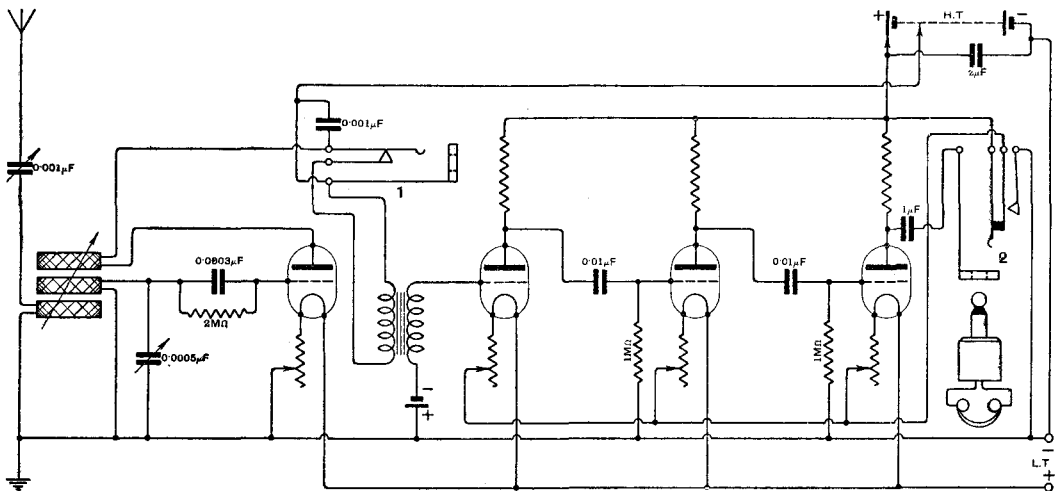 + H.T -
2μF
0·001μF
0·001μF
1
1μF
2
0·0003μF
0·01μF
0·01μF
2MΩ
1MΩ
1MΩ
0·0005μF
-
+
-
L.T
+